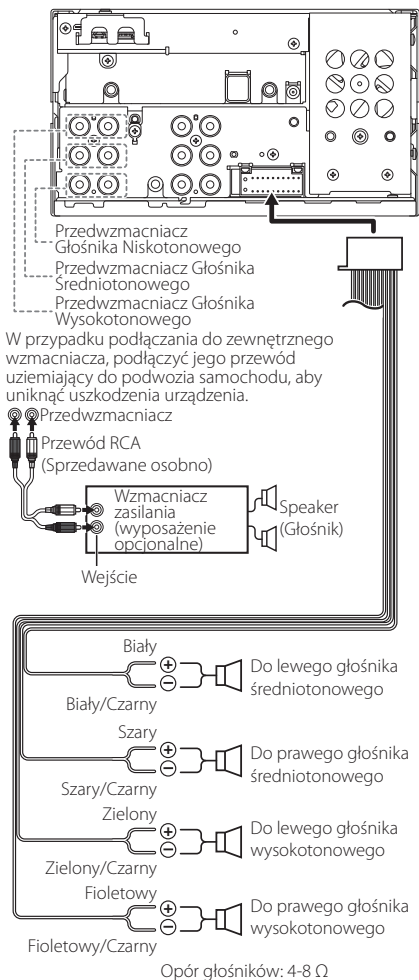 Przedwzmacniacz
Głośnika Niskotonowego
Przedwzmacniacz Głośnika
Średniotonowego
Przedwzmacniacz Głośnika
Wysokotonowego
W przypadku podłączania do zewnętrznego
wzmacniacza, podłączyć jego przewód
uziemiający do podwozia samochodu, aby
uniknąć uszkodzenia urządzenia.
Przedwzmacniacz
Przewód RCA
(Sprzedawane osobno)
Wzmacniacz
zasilania
(wyposażenie
opcjonalne)
Speaker
(Głośnik)
Wejście
Biały
Biały/Czarny
Do lewego głośnika
średniotonowego
Szary
Szary/Czarny
Do prawego głośnika
średniotonowego
Zielony
Zielony/Czarny
Do lewego głośnika
wysokotonowego
Fioletowy
Fioletowy/Czarny
Do prawego głośnika
wysokotonowego
Opór głośników: 4-8 Ω